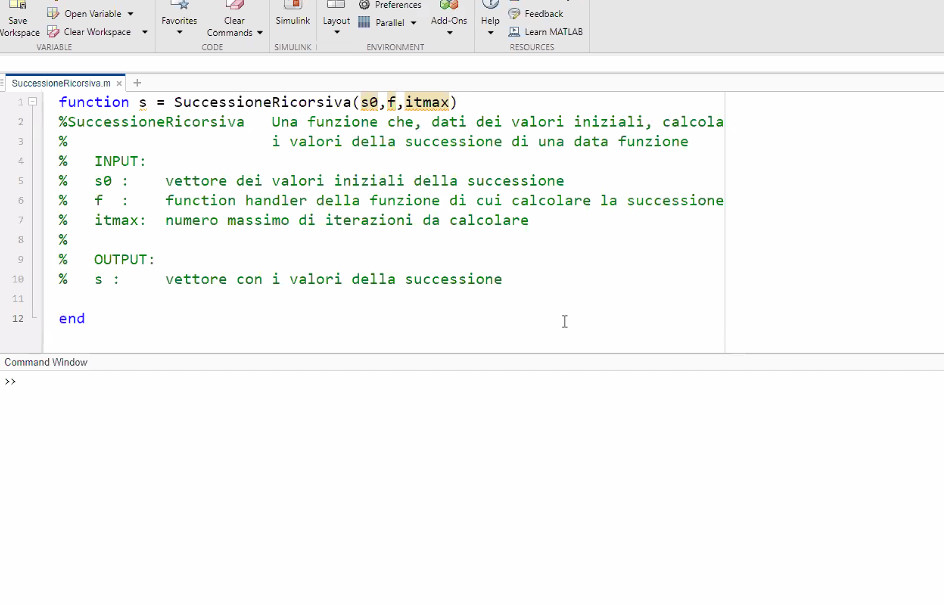 Preferences
Save
Workspace
Open Variable
Clear Workspace
VARIABLE
Favorites
Clear
Commands
CODE
Simulink
SIMULINK
Layout
Parallel
Add-Ons
ENVIRONMENT
Help
Feedback
Learn MATLAB
RESOURCES
SuccessioneRicorsiva.m × +
1 function s = SuccessioneRicorsiva(s0,f,itmax)
2 %SuccessioneRicorsiva Una funzione che, dati dei valori iniziali, calcola
3 % i valori della successione di una data funzione
4 % INPUT:
5 % s0 : vettore dei valori iniziali della successione
6 % f : function handler della funzione di cui calcolare la successione
7 % itmax: numero massimo di iterazioni da calcolare
8 %
9 % OUTPUT:
10 % s : vettore con i valori della successione
11
12 end
Command Window
>>